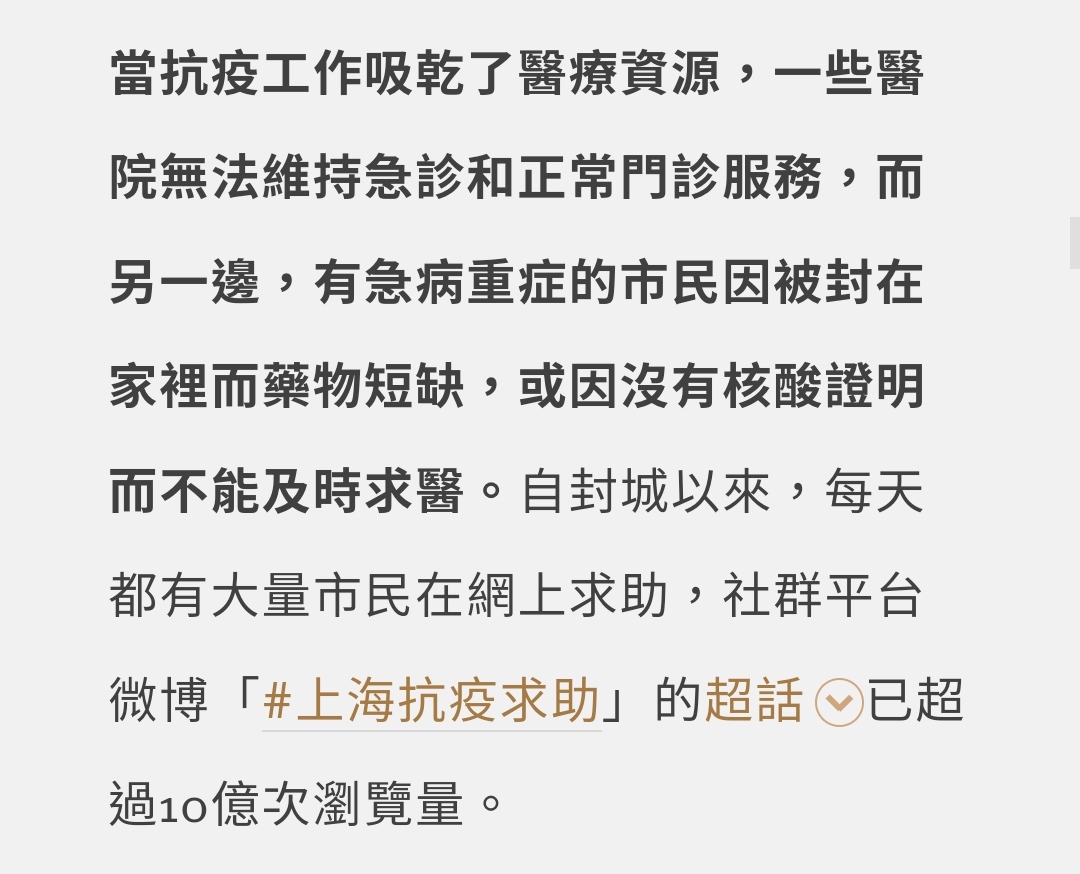 當抗疫工作吸乾了醫療資源，一些醫
院無法維持急診和正常門診服務，而
另一邊，有急病重症的市民因被封在
家裡而藥物短缺，或因沒有核酸證明
而不能及時求醫。自封城以來，每天
都有大量市民在網上求助，社群平台
微博「#上海抗疫求助」的超話已超
過10億次瀏覽量。